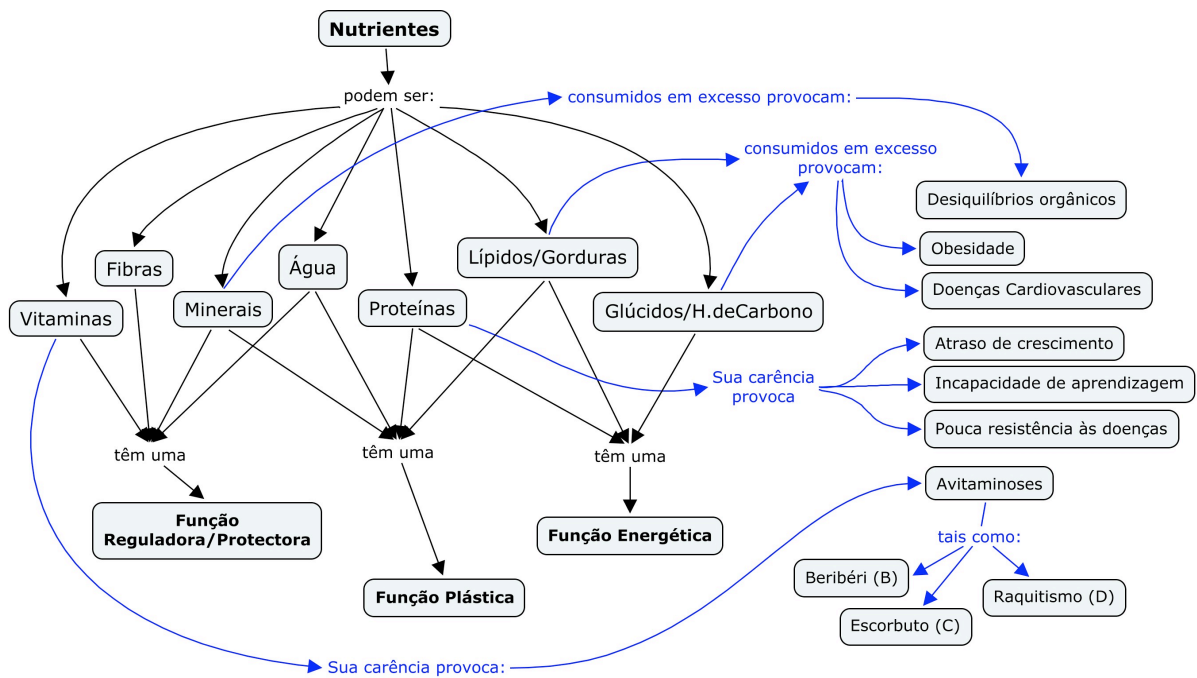 Nutrientes
podem ser:
consumidos em excesso provocam:
consumidos em excesso
provocam:
Desiquilíbrios orgânicos
Obesidade
Doenças Cardiovasculares
Fibras
Água
Lípidos/Gorduras
Vitaminas
Minerais
Proteínas
Glúcidos/H.deCarbono
Sua carência
provoca
Atraso de crescimento
Incapacidade de aprendizagem
Pouca resistência às doenças
têm uma
têm uma
têm uma
Função
Reguladora/Protectora
Função Energética
Função Plástica
Avitaminoses
tais como:
Beribéri (B)
Raquitismo (D)
Escorbuto (C)
Sua carência provoca: